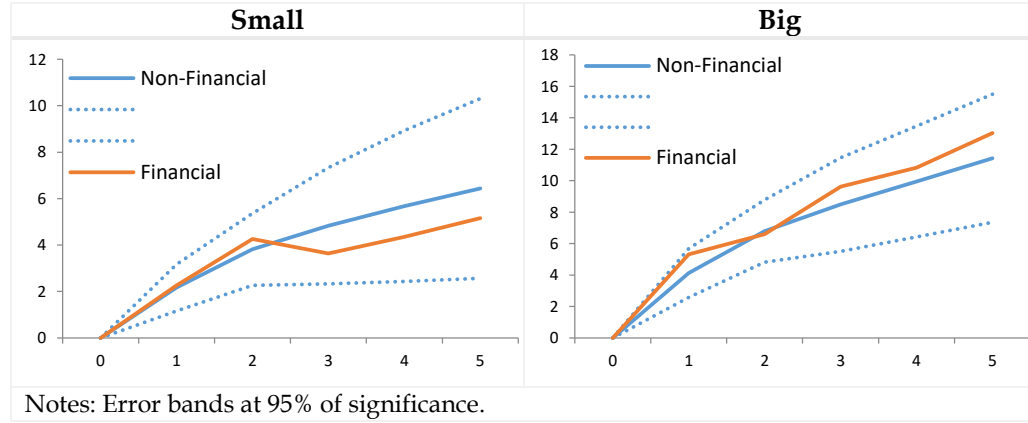 Small
12
10
8
6
4
2
0
0 1 2 3 4 5
Non-Financial
Financial
Big
18
16
14
12
10
8
6
4
2
0
0 1 2 3 4 5
Non-Financial
Financial
Notes: Error bands at 95% of significance.